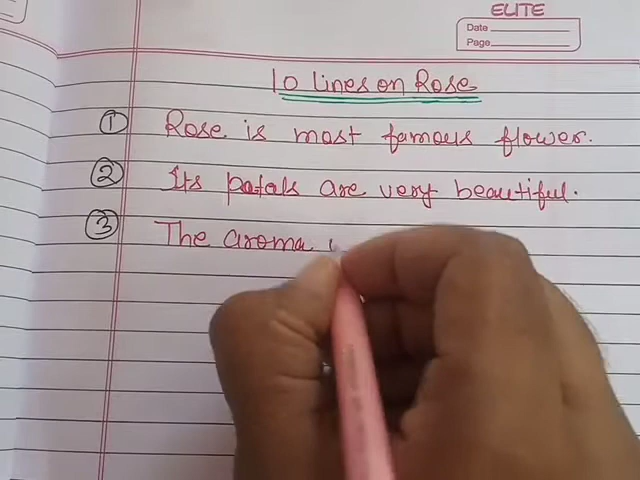 ELITE
Date
Page
10 lines on Rose
1 Rose is most famous flower.
2 Its petals are very beautiful.
3 The aroma